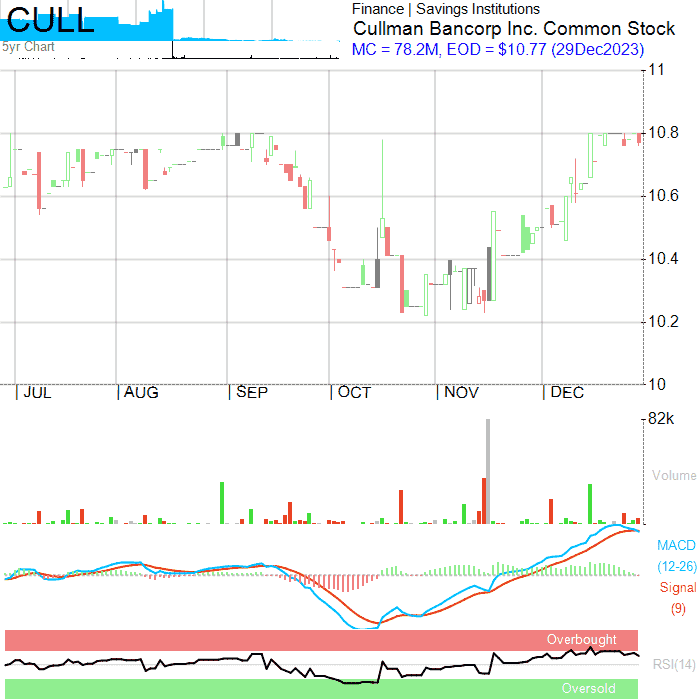 CULL
5yr Chart
Finance | Savings Institutions
Cullman Bancorp Inc. Common Stock
MC = 78.2M, EOD = $10.77 (29Dec2023)
11
10.8
10.6
10.4
10.2
10
JUL AUG SEP OCT NOV DEC
82k
Volume
MACD
(12-26)
Signal
(9)
Overbought
RSI(14)
Oversold